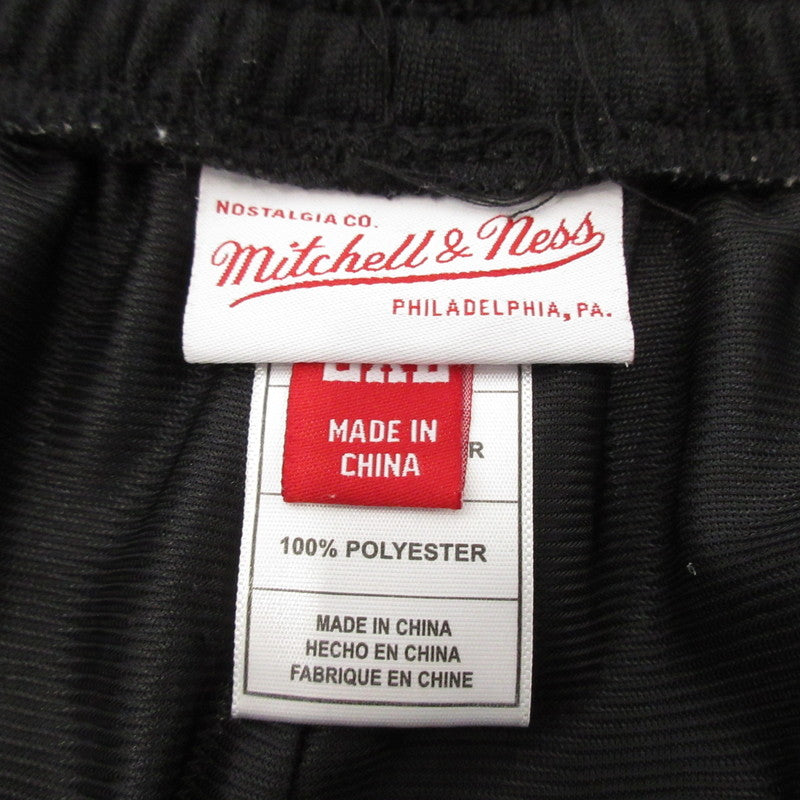 NOSTALGIA CO.
Mitchell & Ness
PHILADELPHIA, PA.
MADE IN
CHINA
R
100% POLYESTER
MADE IN CHINA
HECHO EN CHINA
FABRIQUE EN CHINE